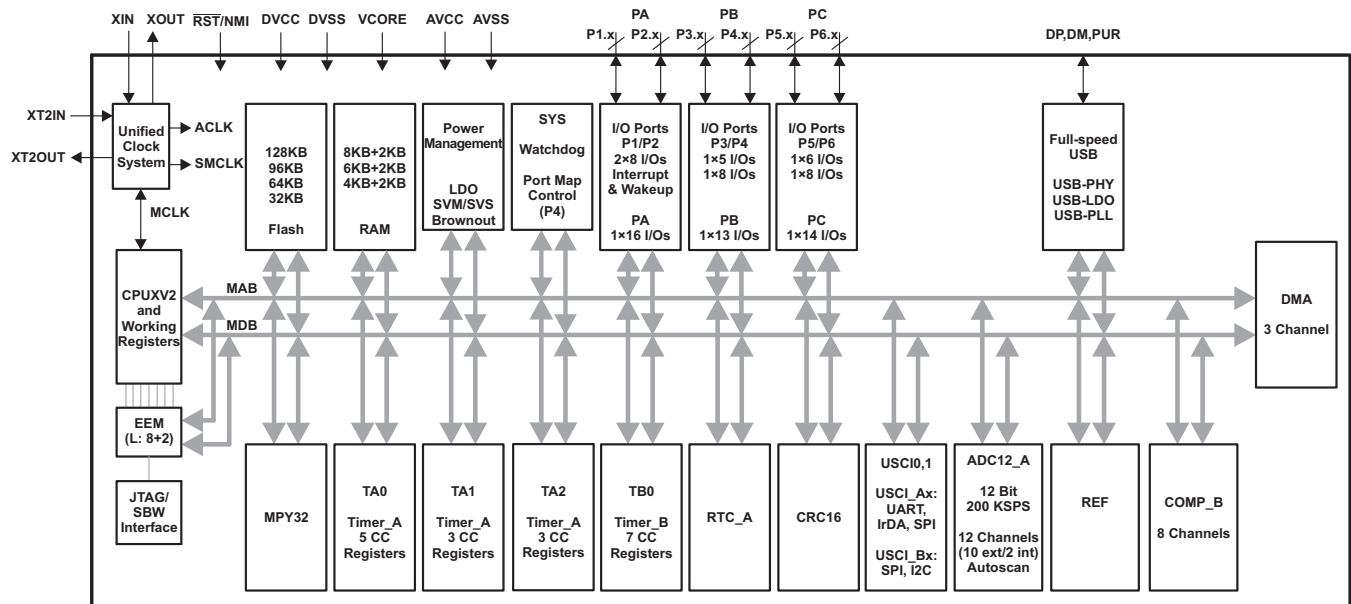 XIN
XOUT
RST/NMI
DVCC
DVSS
VCORE
AVCC
AVSS
PA
P1.x
P2.x
PB
P3.x
P4.x
PC
P5.x
P6.x
DP,DM,PUR
XT2IN
XT2OUT
Unified
Clock
System
ACLK
SMCLK
MCLK
128KB
96KB
64KB
32KB
Flash
8KB+2KB
6KB+2KB
4KB+2KB
RAM
Power
Management
LDO
SVM/SVS
Brownout
SYS
Watchdog
Port Map
Control
(P4)
I/O Ports
P1/P2
2×8 I/Os
Interrupt
& Wakeup
PA
1×16 I/Os
I/O Ports
P3/P4
1×5 I/Os
1×8 I/Os
PB
1×13 I/Os
I/O Ports
P5/P6
1×6 I/Os
1×8 I/Os
PC
1×14 I/Os
Full-speed
USB
USB-PHY
USB-LDO
USB-PLL
CPUXV2
and
Working
Registers
MAB
MDB
DMA
3 Channel
EEM
(L: 8+2)
JTAG/
SBW
Interface
MPY32
TA0
Timer_A
5 CC
Registers
TA1
Timer_A
3 CC
Registers
TA2
Timer_A
3 CC
Registers
TB0
Timer_B
7 CC
Registers
RTC_A
CRC16
USCI0,1
USCI_Ax:
UART,
IrDA, SPI
USCI_Bx:
SPI, I2C
ADC12_A
12 Bit
200 KSPS
12 Channels
(10 ext/2 int)
Autoscan
REF
COMP_B
8 Channels